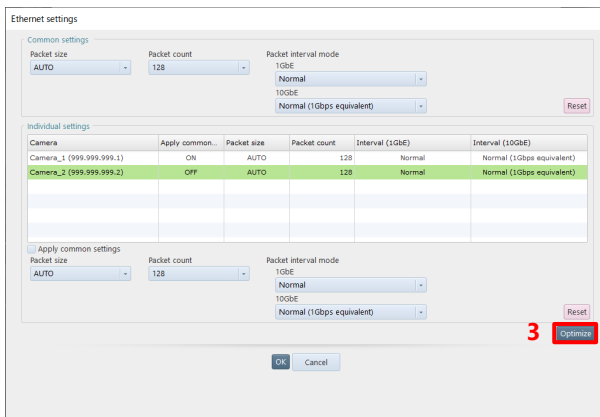 Ethernet settings
Common settings
Packet size Packet count Packet interval mode
1GbE
AUTO 128 Normal
10GbE
Normal (1Gbps equivalent) Reset
Individual settings
Camera Apply common... Packet size Packet count Interval (1GbE) Interval (10GbE)
Camera_1 (999.999.999.1) ON AUTO 128 Normal Normal (1Gbps equivalent)
Camera_2 (999.999.999.2) OFF AUTO 128 Normal Normal (1Gbps equivalent)
Apply common settings
Packet size Packet count Packet interval mode
1GbE
AUTO 128 Normal
10GbE
Normal (1Gbps equivalent) Reset
3 Optimize
OK Cancel